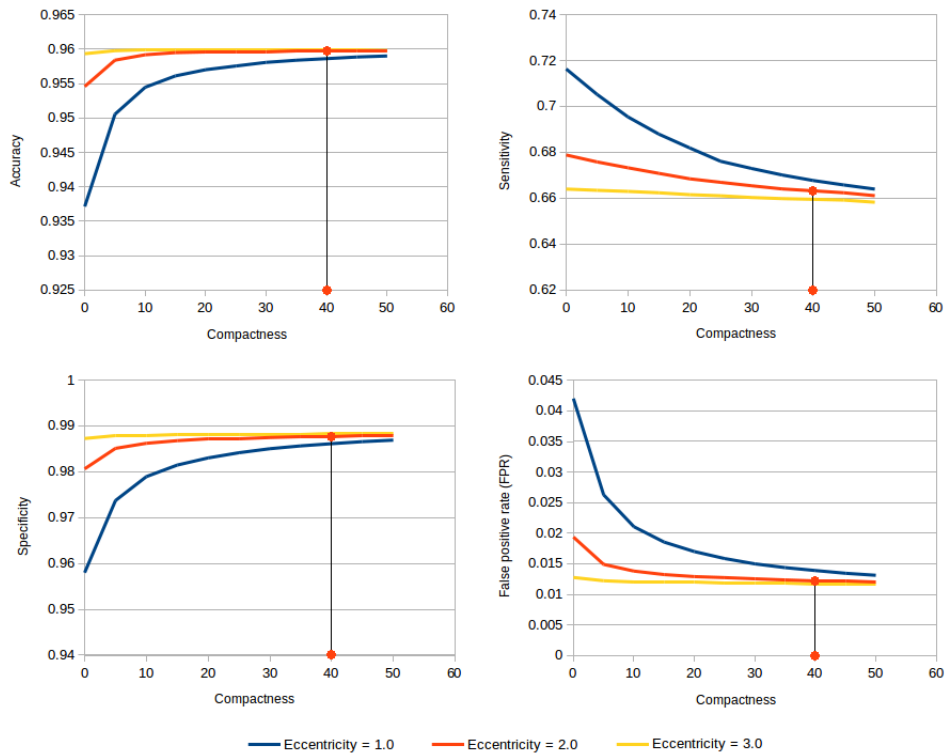 0.965
0.96
0.955
0.95
0.945
0.94
0.935
0.93
0.925
Accuracy
0 10 20 30 40 50 60
Compactness
0.74
0.72
0.7
0.68
0.66
0.64
0.62
Sensitivity
0 10 20 30 40 50 60
Compactness
1
0.99
0.98
0.97
0.96
0.95
0.94
Specificity
0 10 20 30 40 50 60
Compactness
0.045
0.04
0.035
0.03
0.025
0.02
0.015
0.01
0.005
0
False positive rate (FPR)
0 10 20 30 40 50 60
Compactness
Eccentricity = 1.0 Eccentricity = 2.0 Eccentricity = 3.0